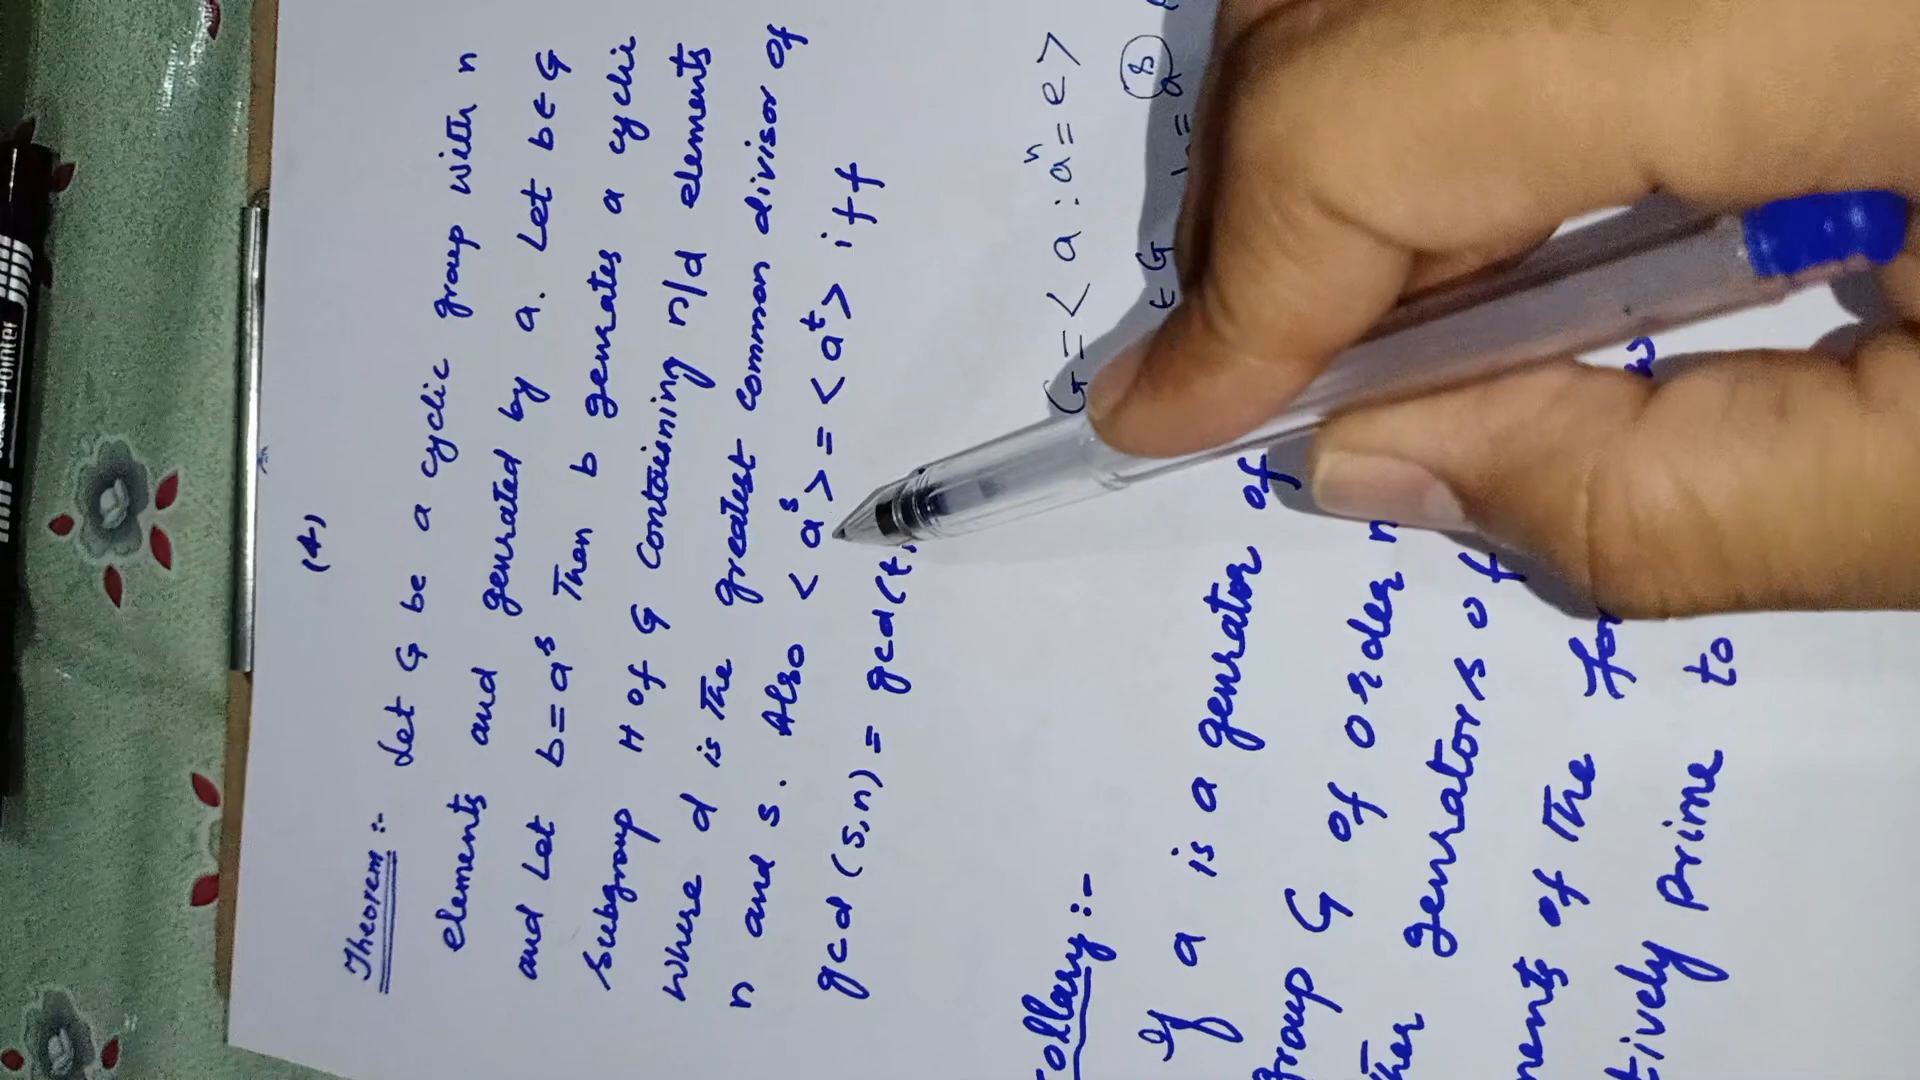 (4)
Theorem :- Let G be a cyclic group with n
elements and generated by a. Let b ∈ G
and Let b = a^s Then b generates a cyclic
subgroup H of G containing n/d elements
where d is the greatest common divisor of
n and s. Also < a^s > = < a^t > iff
gcd (s, n) = gcd (t,
G = < a : a^n = e >
∈ G
ollary :-
If a is a generator of
group G of order n
ther generators of
ments of the for
tively prime to
Pointer